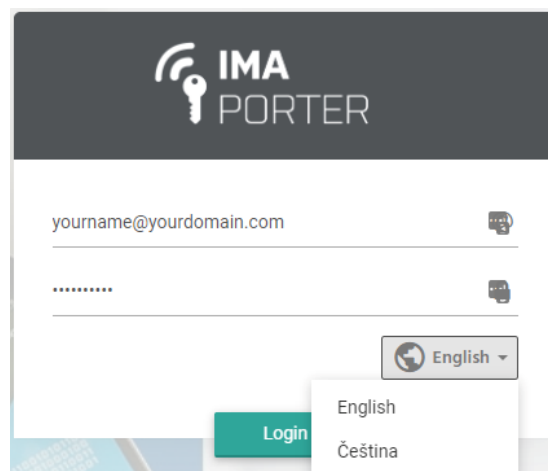 IMA
PORTER
yourname@yourdomain.com
••••••••••
English
English
Login
Čeština